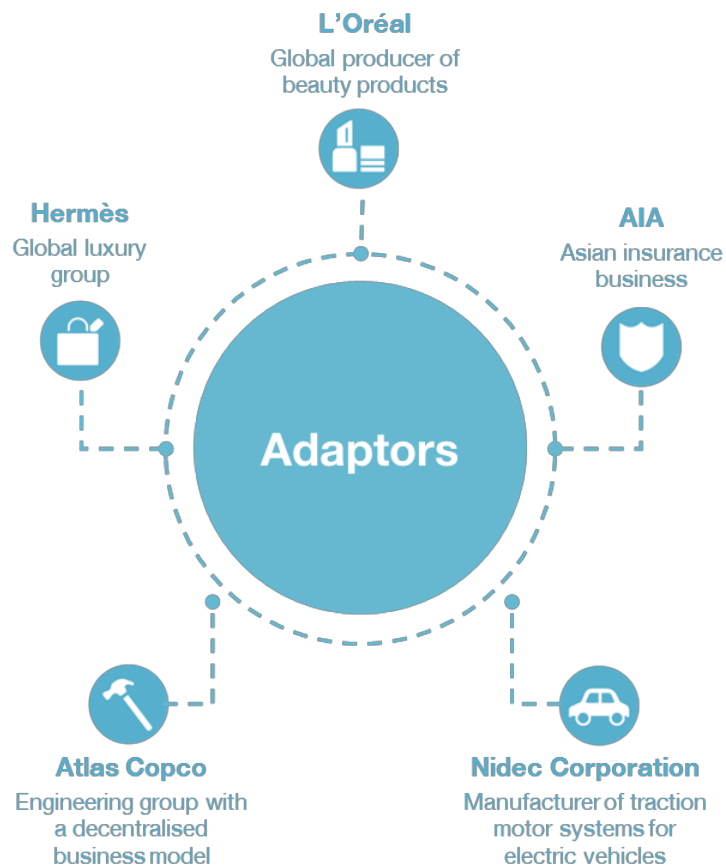 L'Oréal
Global producer of
beauty products
Hermès
Global luxury
group
AIA
Asian insurance
business
Adaptors
Atlas Copco
Engineering group with
a decentralised
business model
Nidec Corporation
Manufacturer of traction
motor systems for
electric vehicles